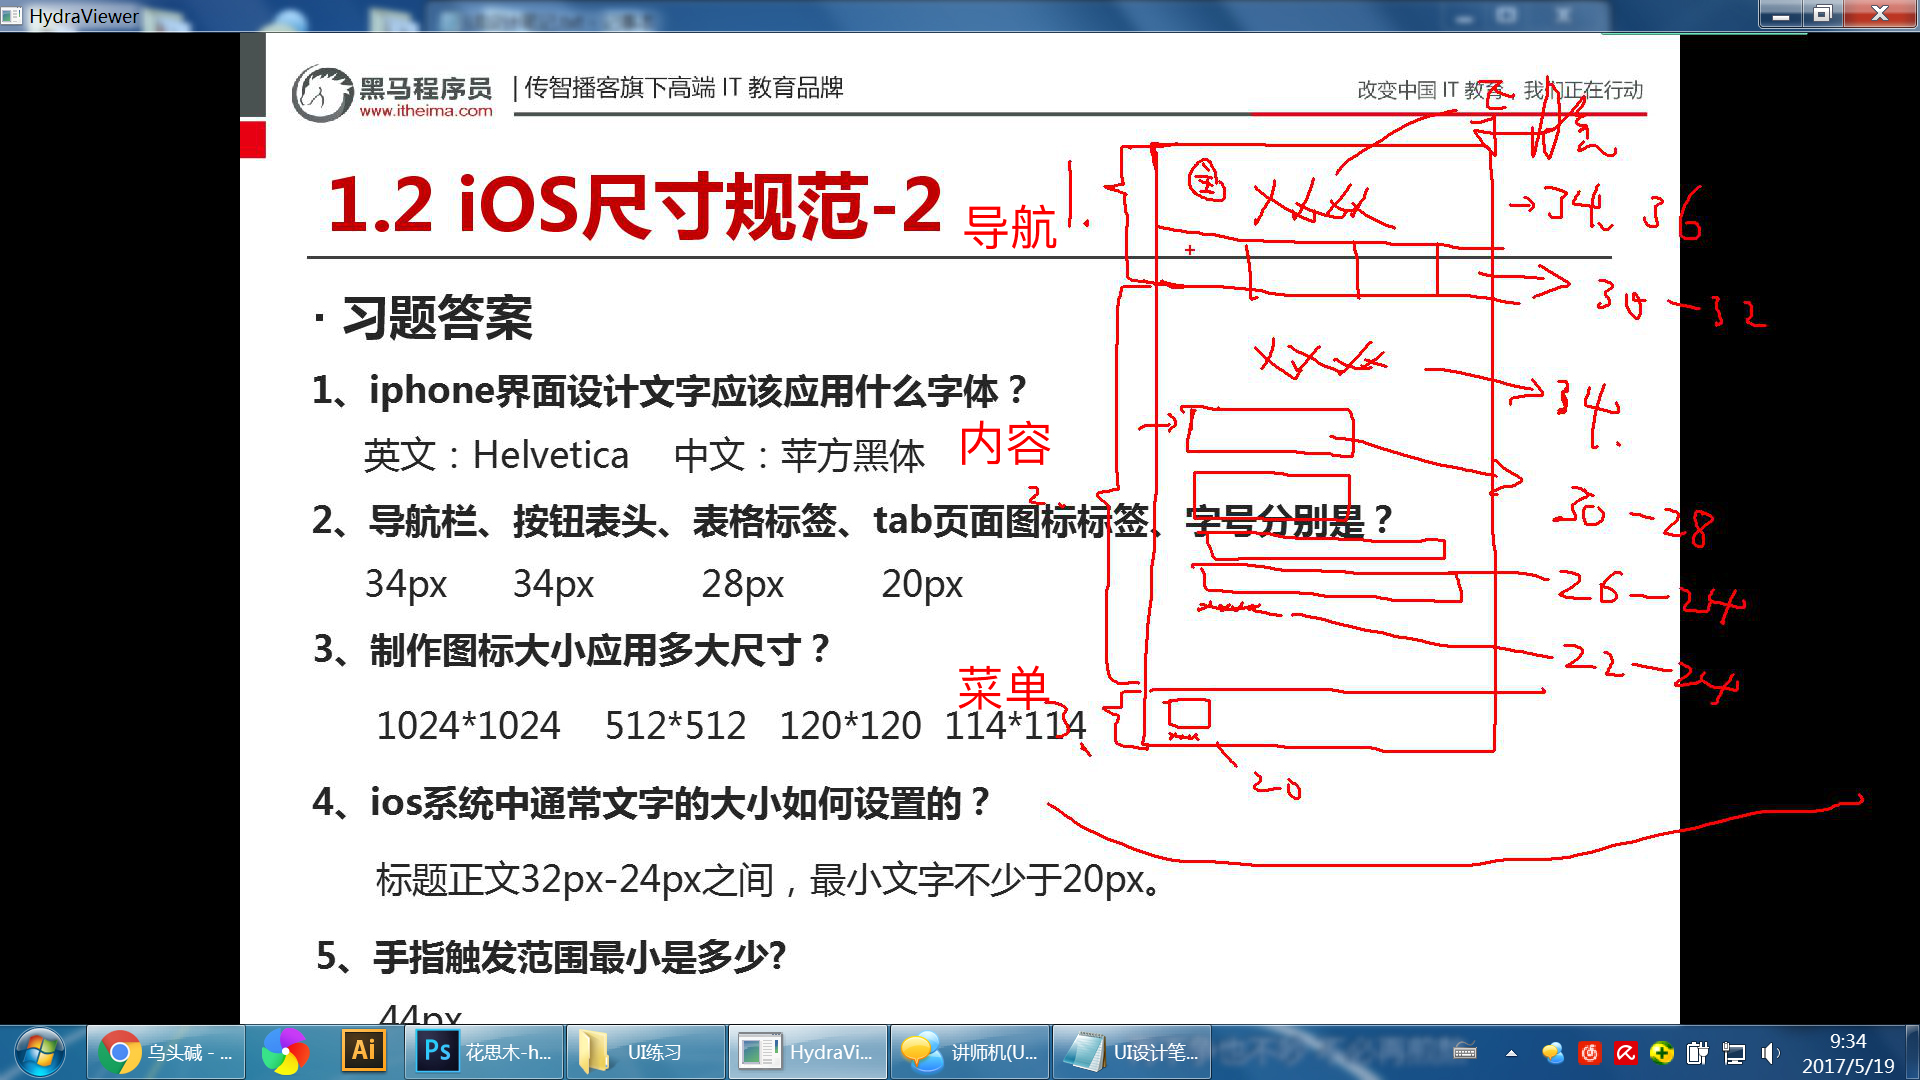 HydraViewer
黑马程序员
www.itheima.com
传智播客旗下高端 IT 教育品牌
改变中国 IT 教育，我们正在行动
1.2 iOS尺寸规范-2
导航
1.
34. 36
30-32
· 习题答案
1、iphone界面设计文字应该应用什么字体？
xxxx
34.
英文：Helvetica 中文：苹方黑体
内容
2.
30-28
2、导航栏、按钮表头、表格标签、tab页面图标标签、字号分别是？
34px 34px 28px 20px
26-24
3、制作图标大小应用多大尺寸？
22-24
菜单
3、
1024*1024 512*512 120*120 114*114
20
4、ios系统中通常文字的大小如何设置的？
标题正文32px-24px之间，最小文字不少于20px。
5、手指触发范围最小是多少?
44px
乌头碱 - ...
Ai
Ps 花思木-h...
UI练习
HydraVi...
讲师机(U...
UI设计笔...
9:34
2017/5/19